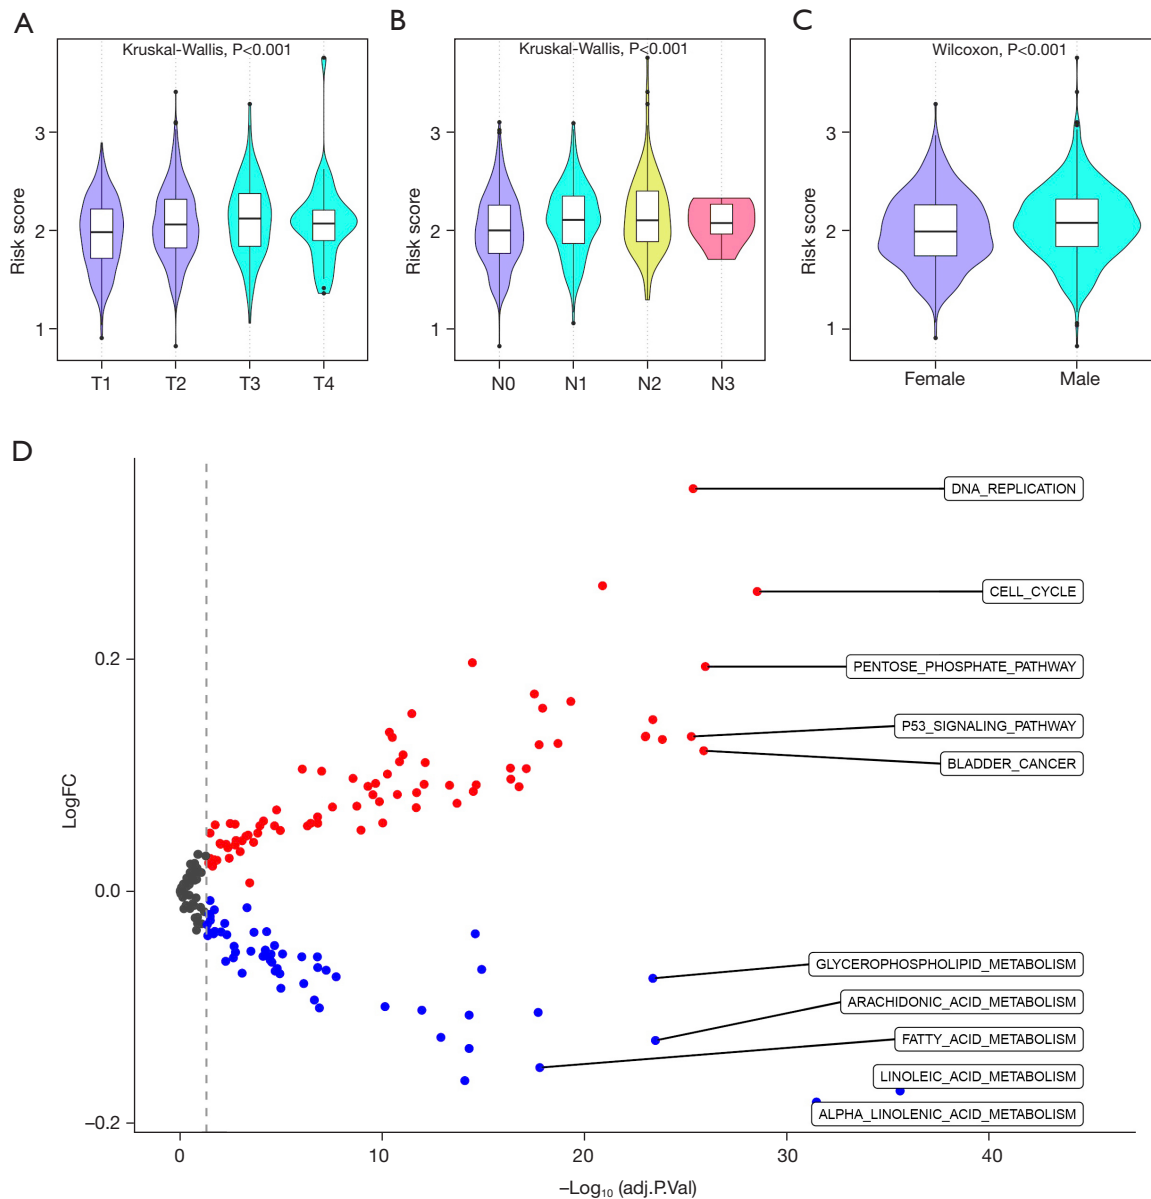 A
B
C
Kruskal-Wallis, P<0.001
Kruskal-Wallis, P<0.001
Wilcoxon, P<0.001
Risk score
3
2
1
T1 T2 T3 T4
Risk score
3
2
1
N0 N1 N2 N3
Risk score
3
2
1
Female Male
D
LogFC
0.2
0.0
–0.2
DNA_REPLICATION
CELL_CYCLE
PENTOSE_PHOSPHATE_PATHWAY
P53_SIGNALING_PATHWAY
BLADDER_CANCER
GLYCEROPHOSPHOLIPID_METABOLISM
ARACHIDONIC_ACID_METABOLISM
FATTY_ACID_METABOLISM
LINOLEIC_ACID_METABOLISM
ALPHA_LINOLENIC_ACID_METABOLISM
0 10 20 30 40
–Log₁₀ (adj.P.Val)